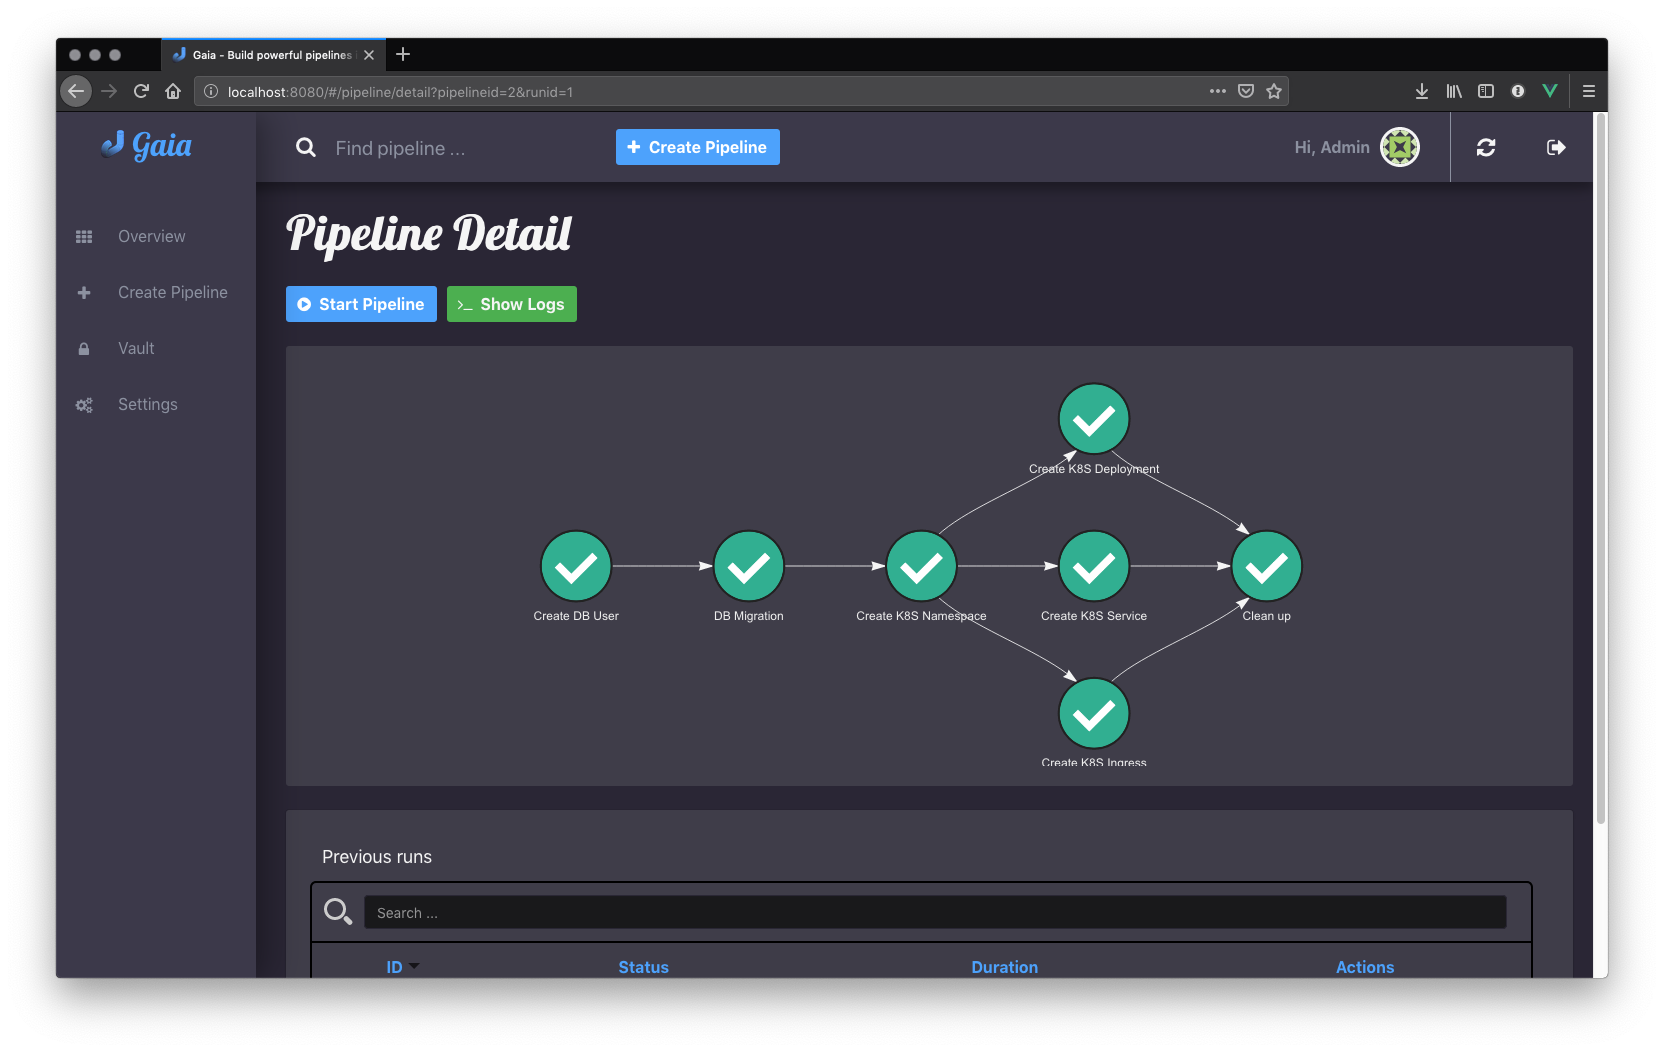 Gaia - Build powerful pipelines
localhost:8080/#/pipeline/detail?pipelineid=2&runid=1
Gaia
Find pipeline ...
Create Pipeline
Hi, Admin
Overview
Create Pipeline
Vault
Settings
Pipeline Detail
Start Pipeline
>_ Show Logs
Create K8S Deployment
Create DB User
DB Migration
Create K8S Namespace
Create K8S Service
Clean up
Create K8S Ingress
Previous runs
Search ...
ID
Status
Duration
Actions